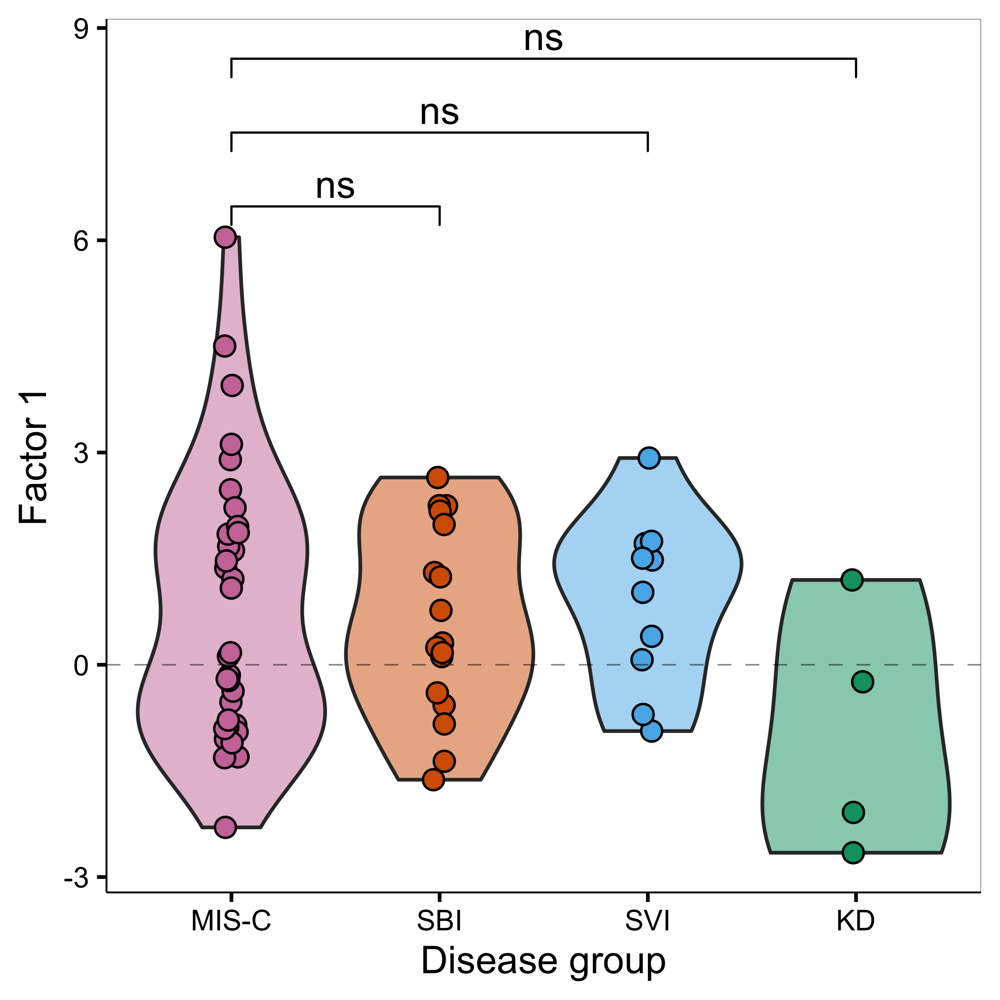 9
ns
ns
ns
6
3
0
-3
Factor 1
MIS-C SBI SVI KD
Disease group